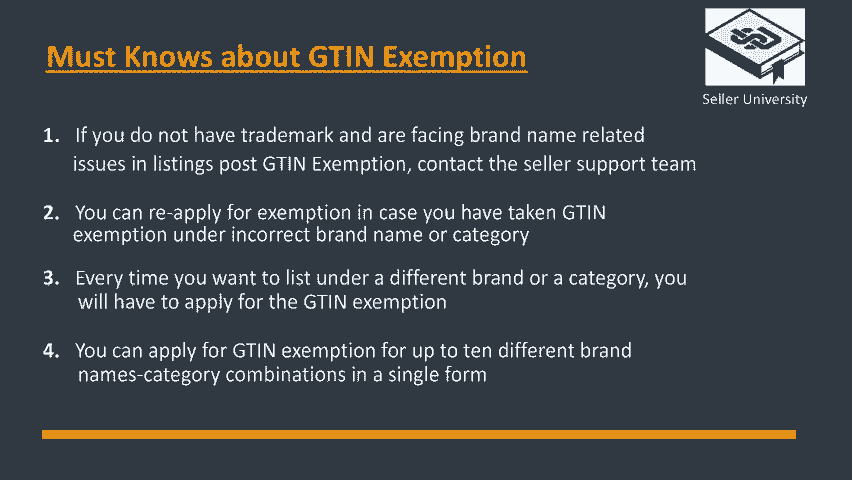 Must Knows about GTIN Exemption
Seller University
1. If you do not have trademark and are facing brand name related
issues in listings post GTIN Exemption, contact the seller support team
2. You can re-apply for exemption in case you have taken GTIN
exemption under incorrect brand name or category
3. Every time you want to list under a different brand or a category, you
will have to apply for the GTIN exemption
4. You can apply for GTIN exemption for up to ten different brand
names-category combinations in a single form